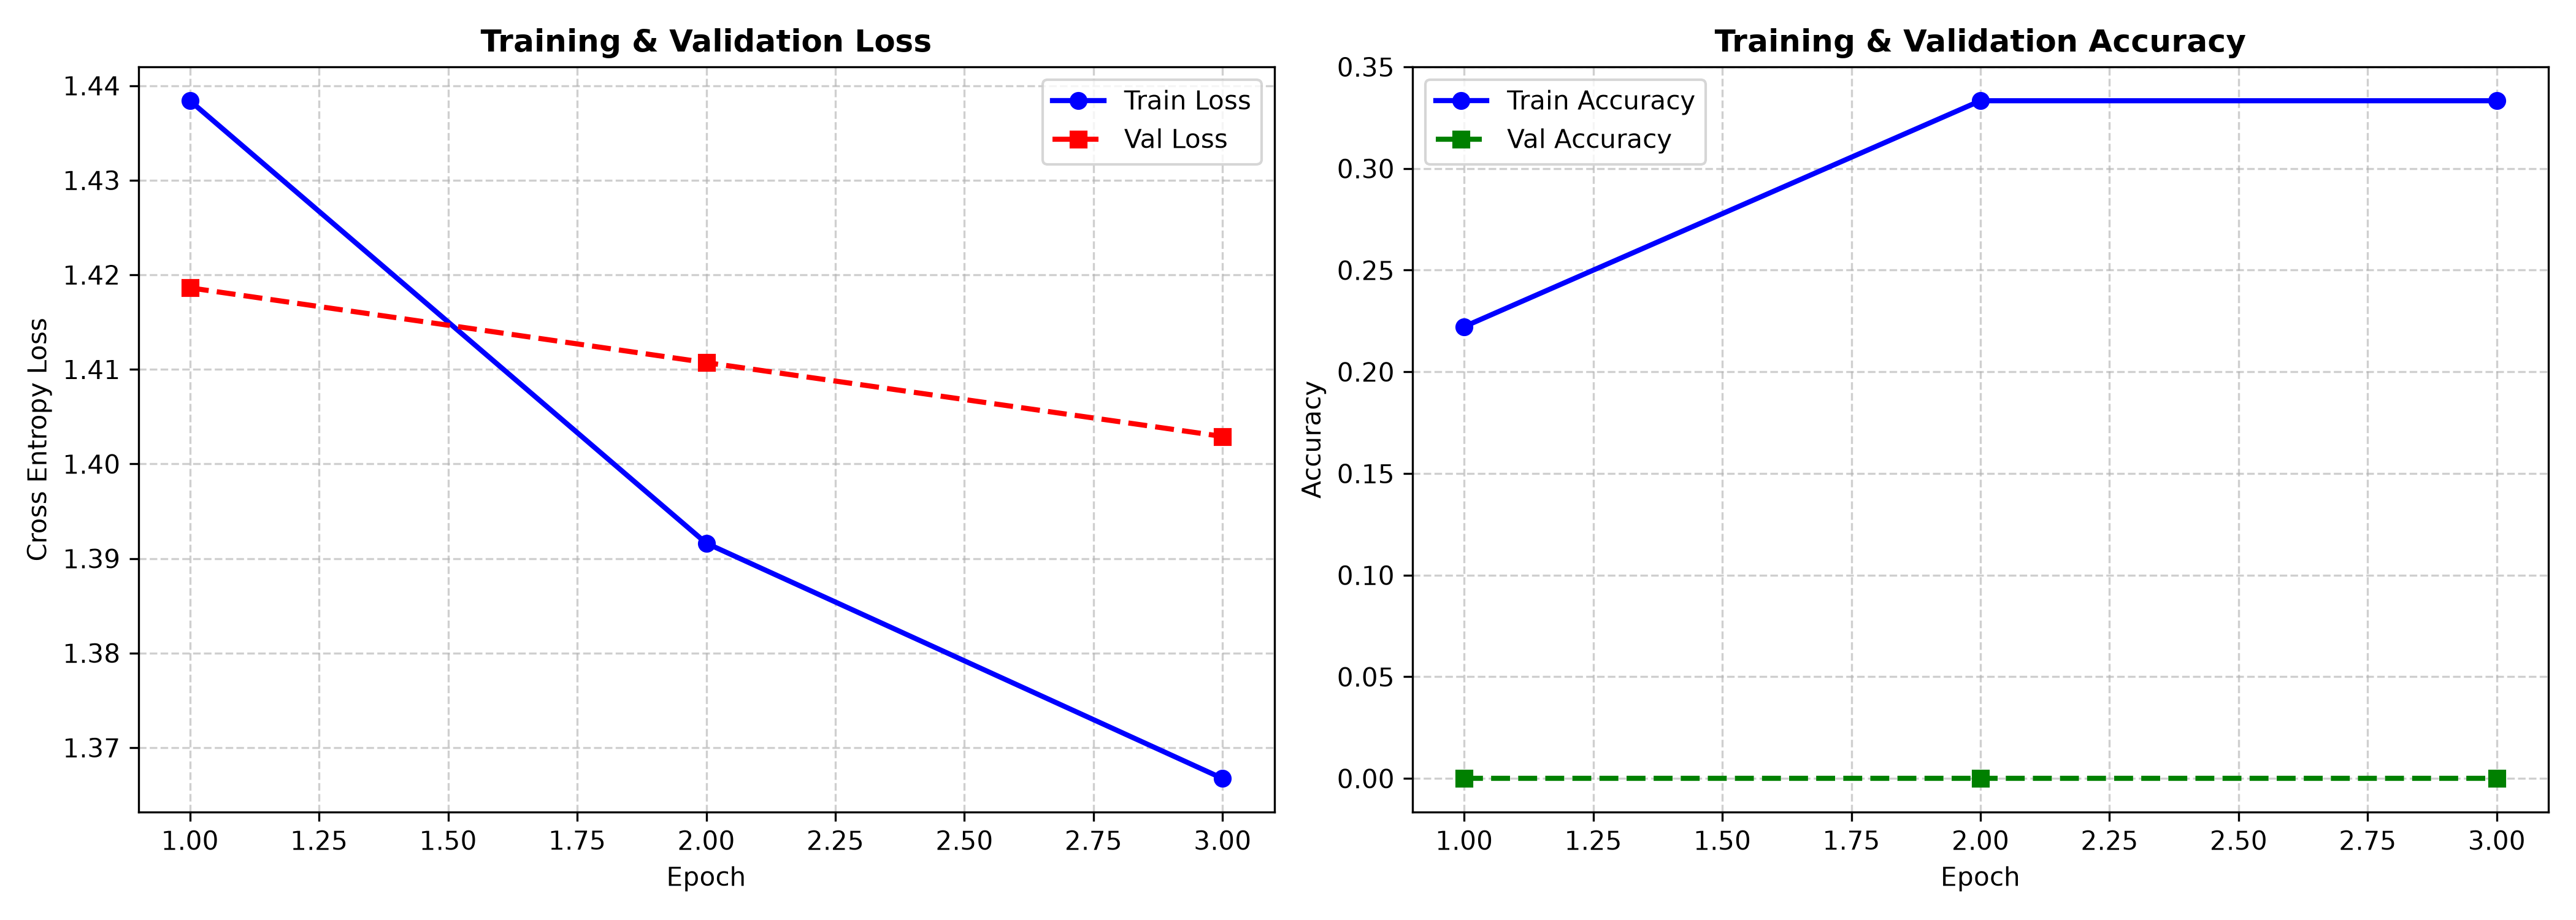 Training & Validation Loss
Train Loss
Val Loss
Cross Entropy Loss
1.44
1.43
1.42
1.41
1.40
1.39
1.38
1.37
1.00 1.25 1.50 1.75 2.00 2.25 2.50 2.75 3.00
Epoch
Training & Validation Accuracy
Train Accuracy
Val Accuracy
Accuracy
0.35
0.30
0.25
0.20
0.15
0.10
0.05
0.00
1.00 1.25 1.50 1.75 2.00 2.25 2.50 2.75 3.00
Epoch